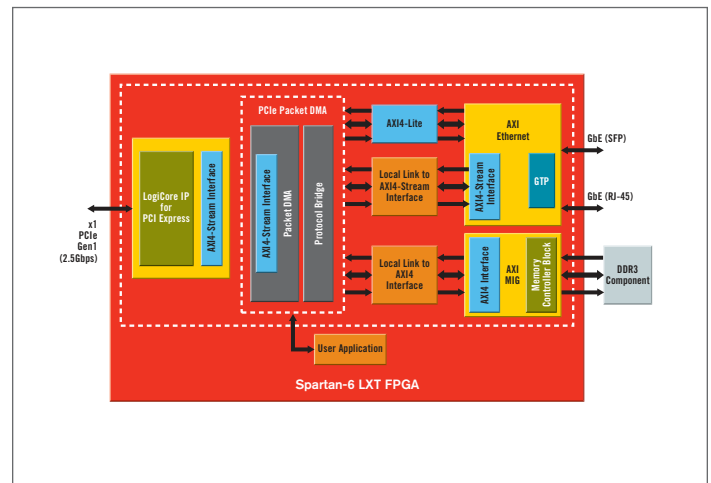 x1
PCIe
Gen1
(2.5Gbps)
LogiCore IP
for
PCI Express
AXI4-Stream Interface
PCIe Packet DMA
AXI4-Stream Interface
Packet DMA
Protocol Bridge
AXI4-Lite
Local Link to
AXI4-Stream
Interface
Local Link to
AXI4
Interface
AXI
Ethernet
AXI4-Stream
Interface
GTP
AXI4 Interface
AXI
MIG
Memory
Controller Block
GbE (SFP)
GbE (RJ-45)
DDR3
Component
User Application
Spartan-6 LXT FPGA